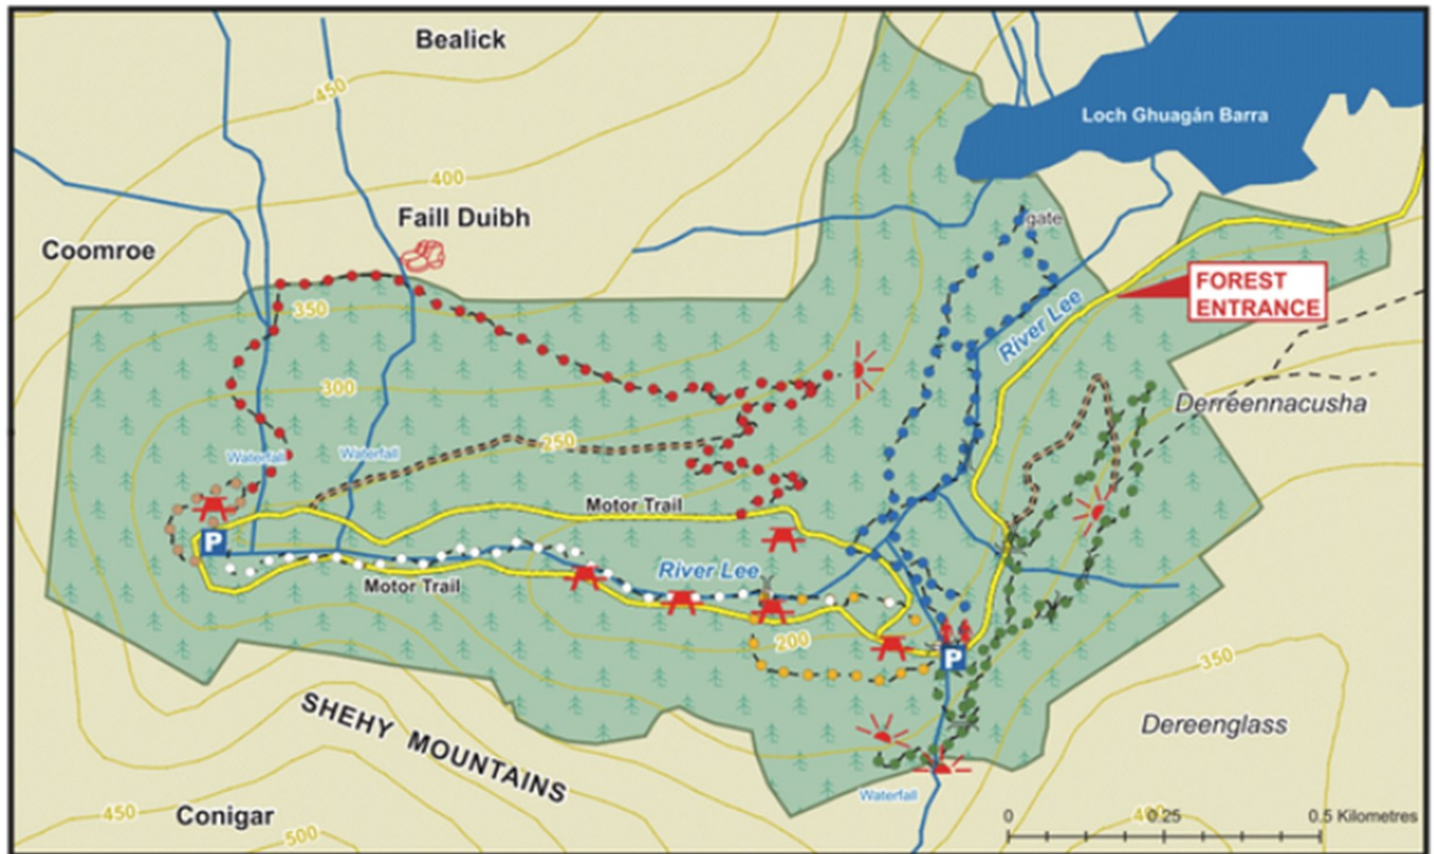 Bealick
450
Loch Ghuagán Barra
400
Faill Duibh
gate
Coomroe
FOREST
ENTRANCE
350
River Lee
300
Derreennacusha
250
Waterfall
Waterfall
Motor Trail
P
River Lee
Motor Trail
200
P
350
SHEHY MOUNTAINS
Dereenglass
Waterfall
450
Conigar
500
400
0 0.25 0.5 Kilometres